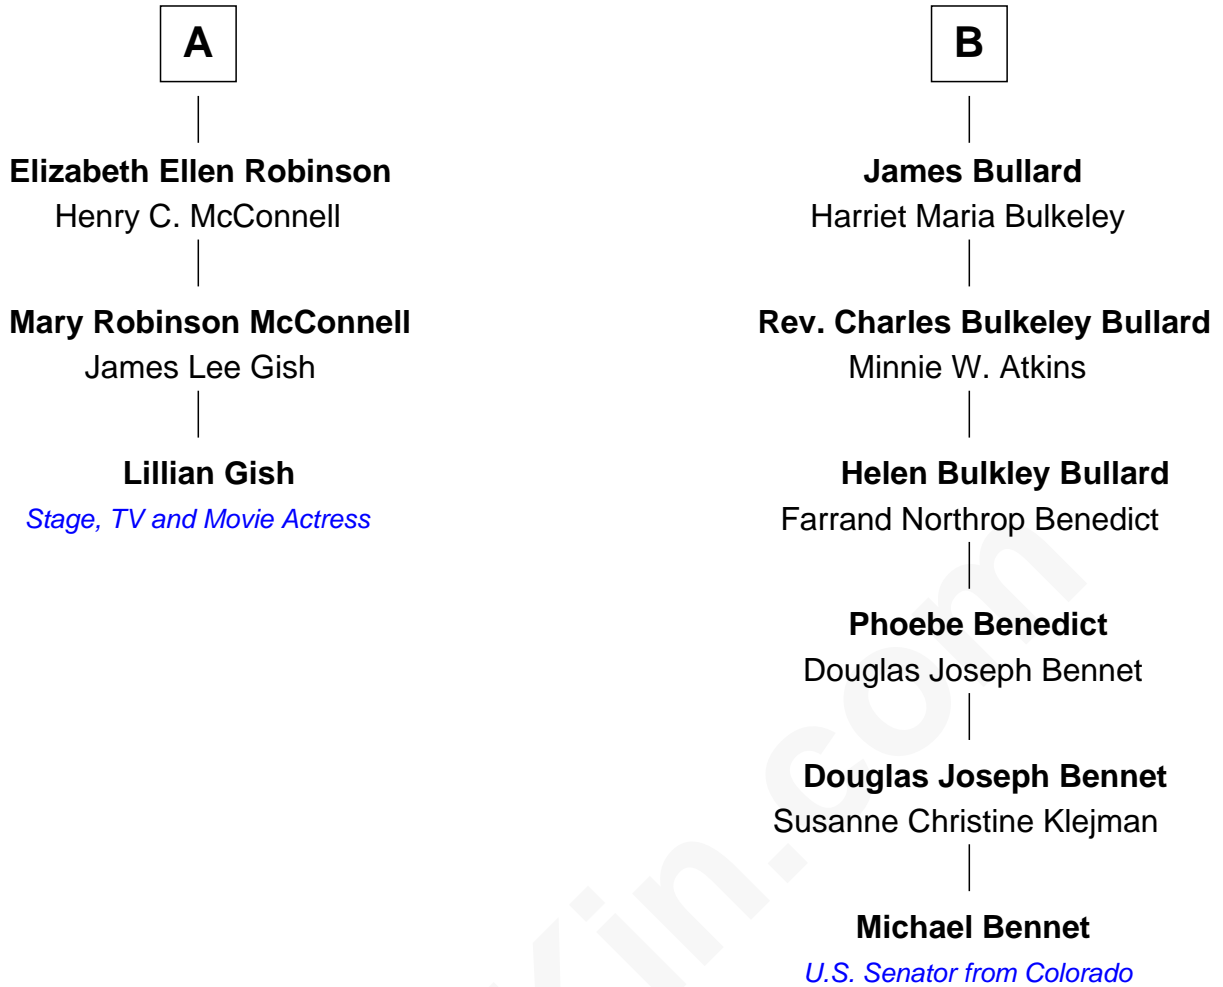 A
Elizabeth Ellen Robinson
Henry C. McConnell
Mary Robinson McConnell
James Lee Gish
Lillian Gish
Stage, TV and Movie Actress
B
James Bullard
Harriet Maria Bulkeley
Rev. Charles Bulkeley Bullard
Minnie W. Atkins
Helen Bulkley Bullard
Farrand Northrop Benedict
Phoebe Benedict
Douglas Joseph Bennet
Douglas Joseph Bennet
Susanne Christine Klejman
Michael Bennet
U.S. Senator from Colorado